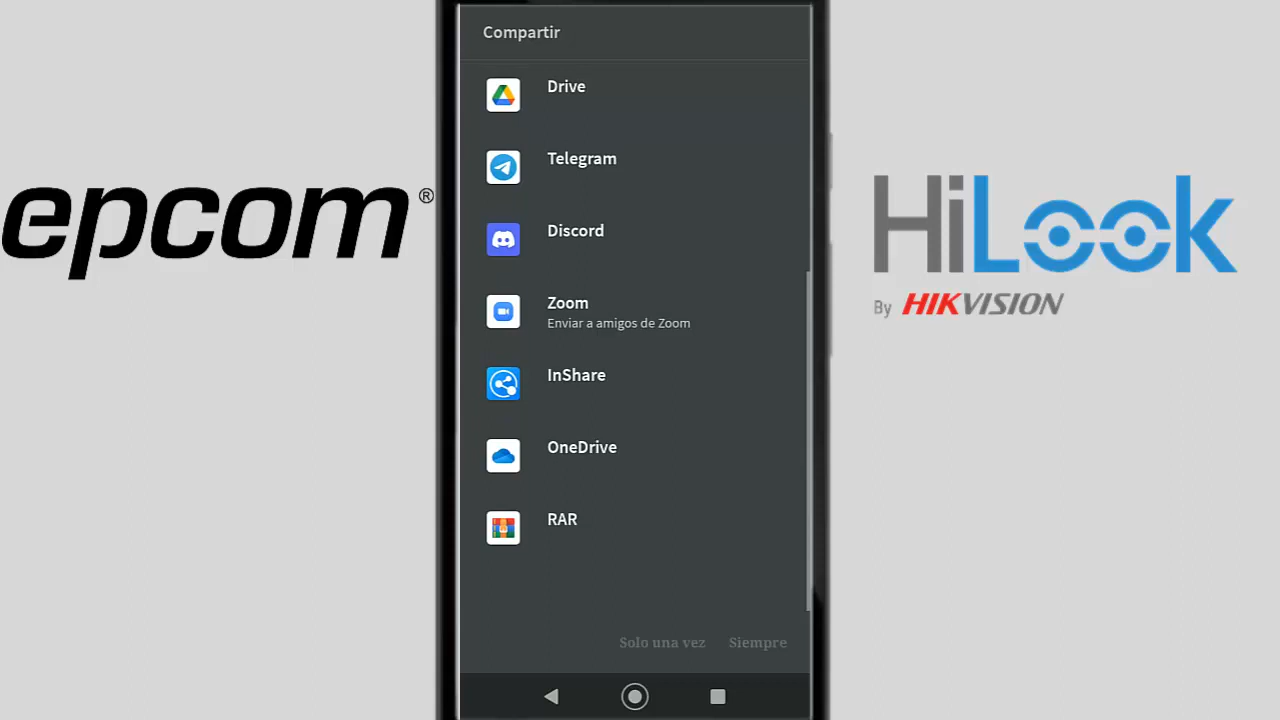 Compartir
Drive
Telegram
Discord
Zoom
Enviar a amigos de Zoom
InShare
OneDrive
RAR
Solo una vez Siempre
epcom®
HiLook
By HIKVISION